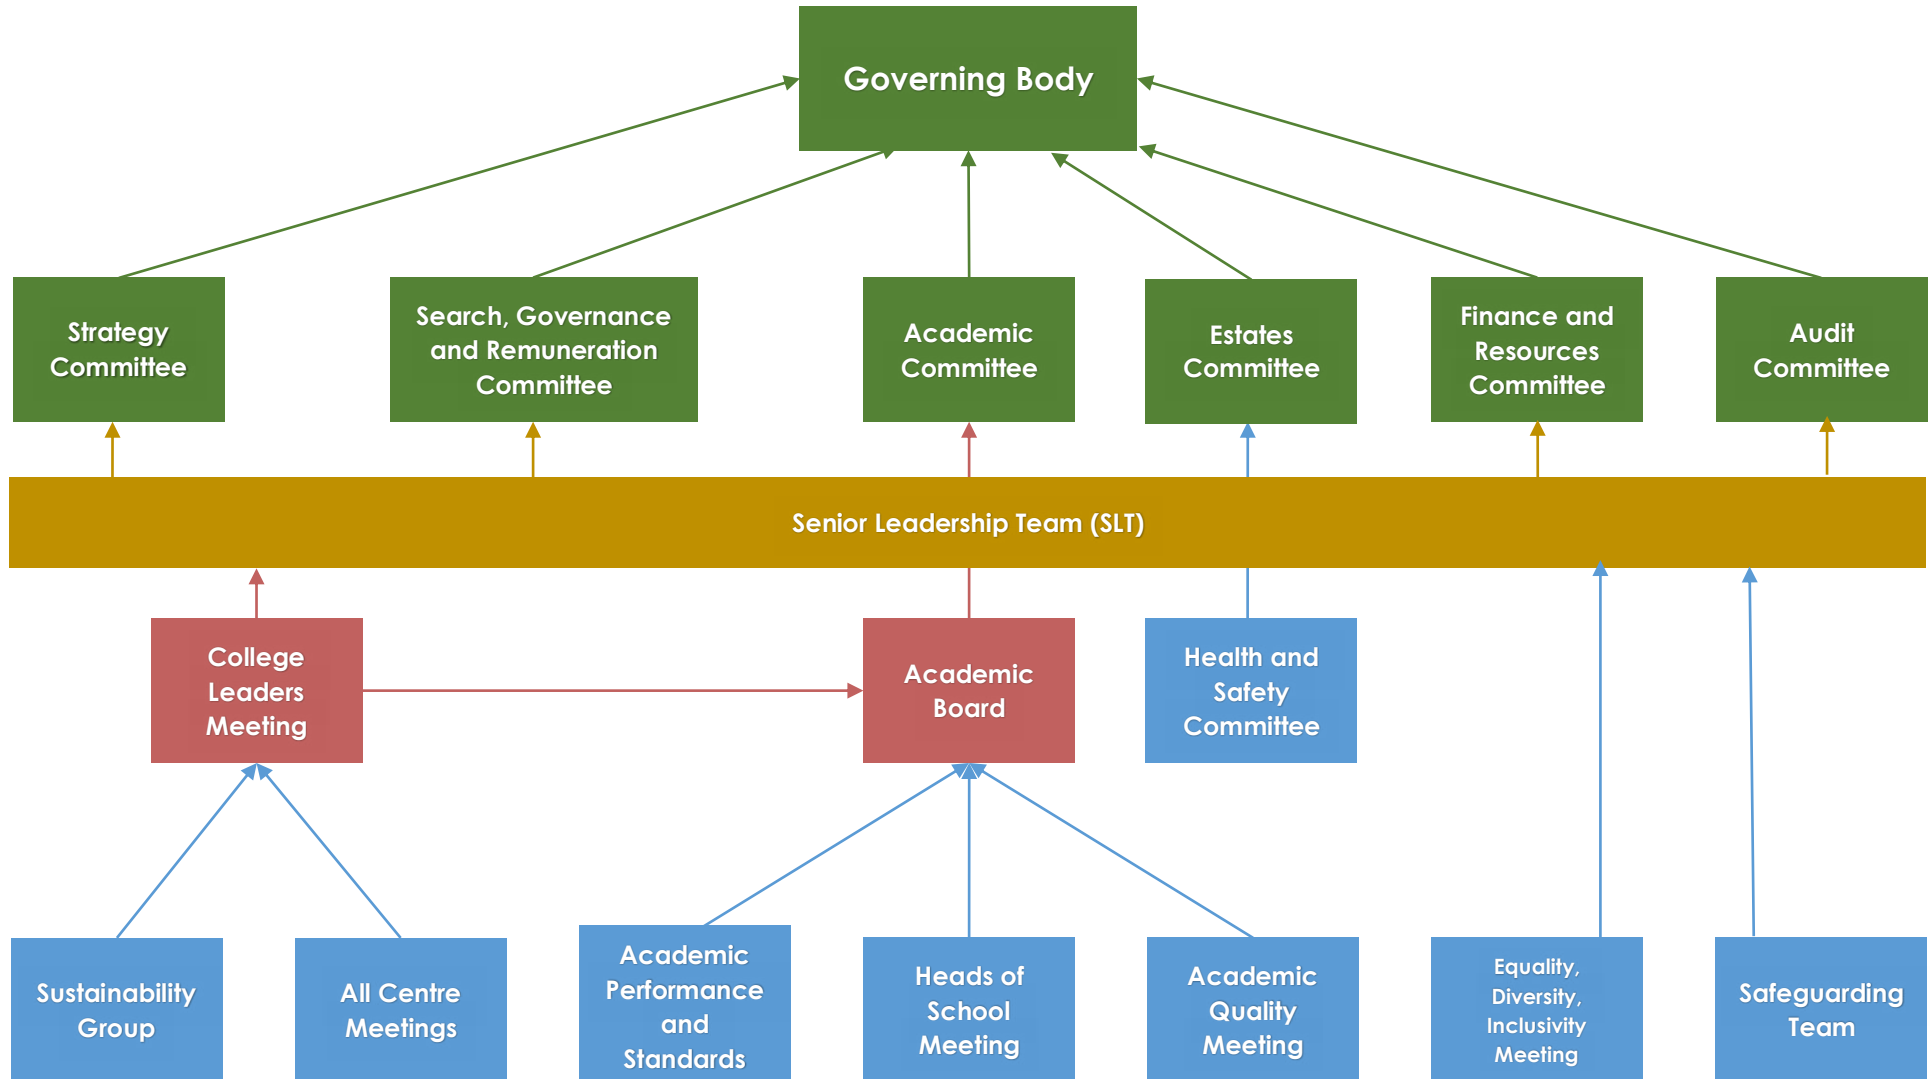 Governing Body
Strategy
Committee
Search, Governance
and Remuneration
Committee
Academic
Committee
Estates
Committee
Finance and
Resources
Committee
Audit
Committee
Senior Leadership Team (SLT)
College
Leaders
Meeting
Academic
Board
Health and
Safety
Committee
Sustainability
Group
All Centre
Meetings
Academic
Performance
and
Standards
Heads of
School
Meeting
Academic
Quality
Meeting
Equality,
Diversity,
Inclusivity
Meeting
Safeguarding
Team